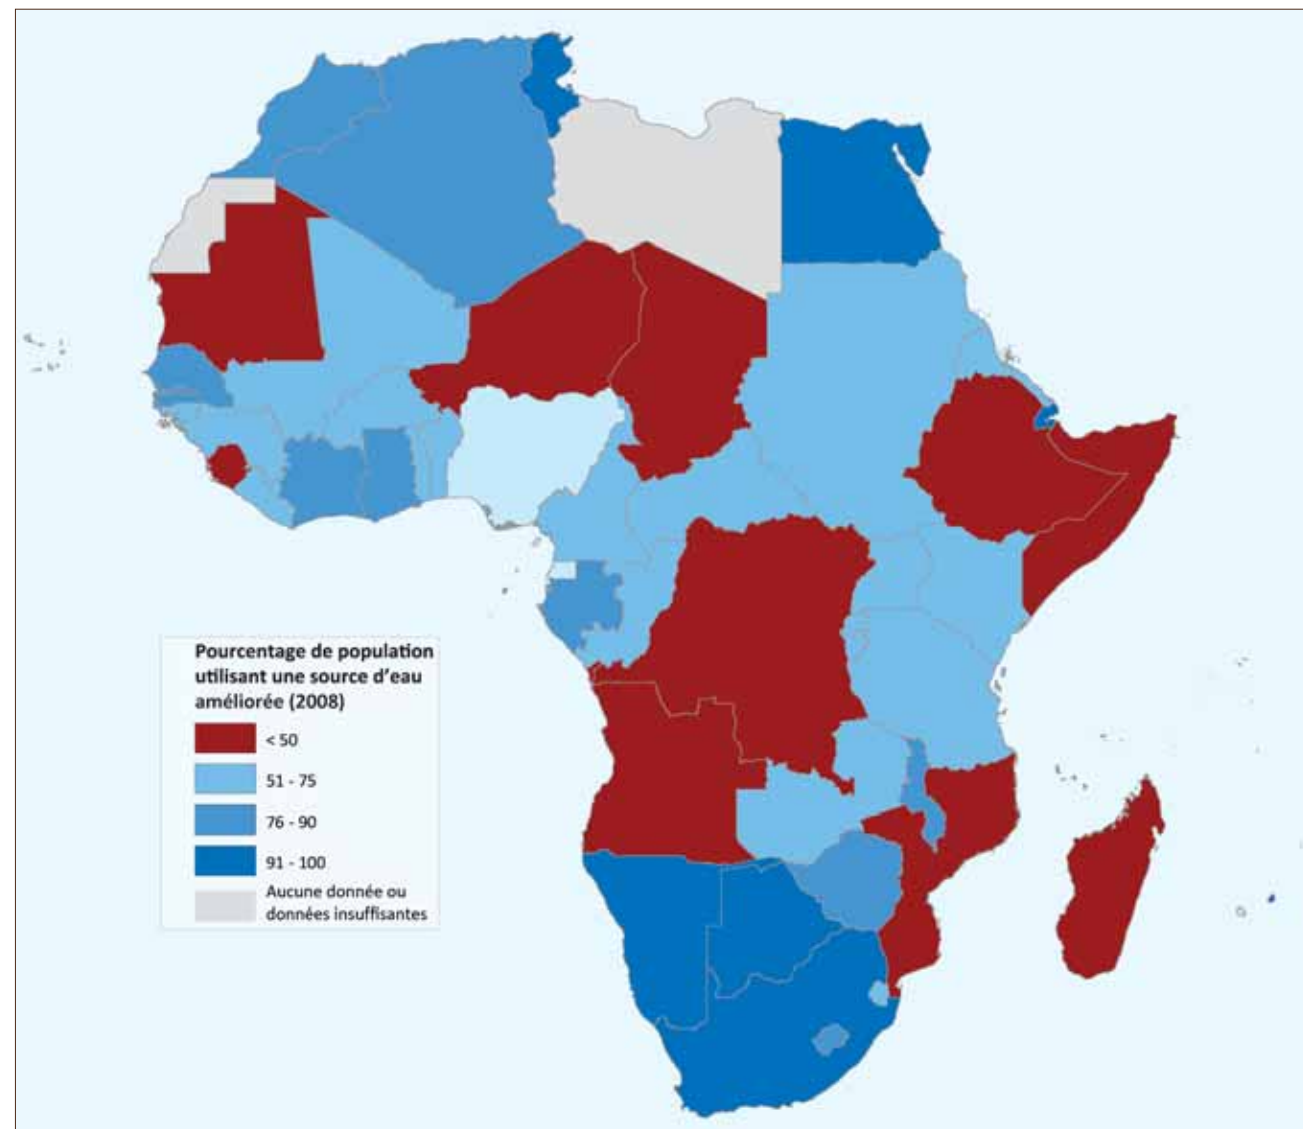 Pourcentage de population
utilisant une source d'eau
améliorée (2008)
< 50
51 - 75
76 - 90
91 - 100
Aucune donnée ou
données insuffisantes